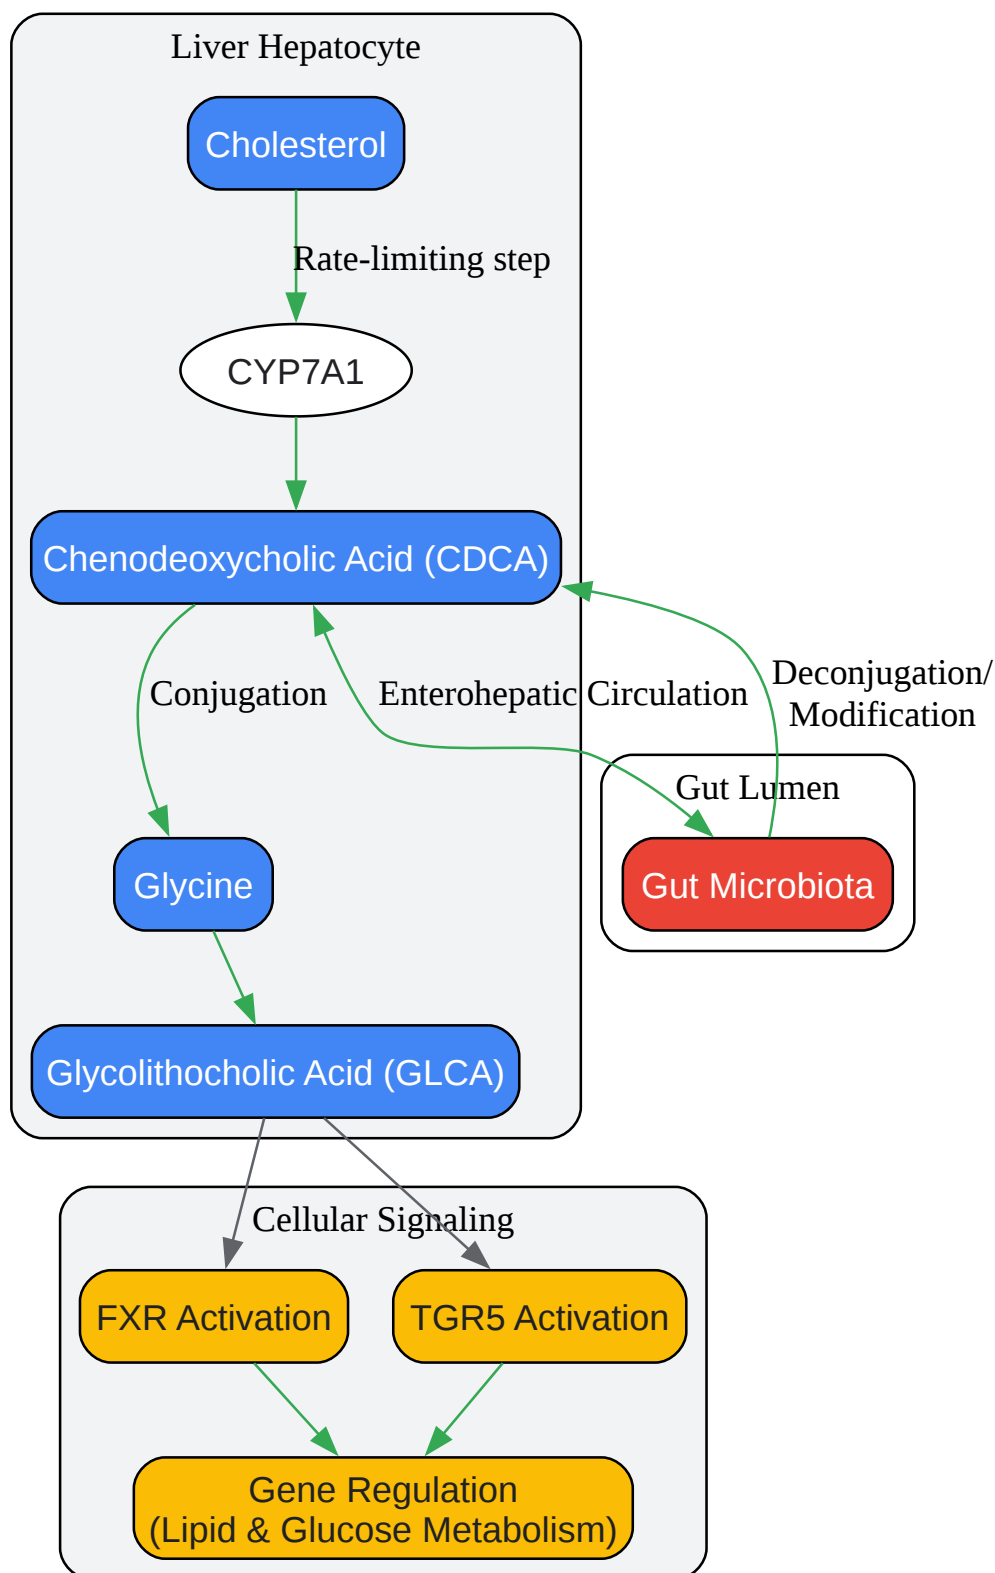 Liver Hepatocyte
Cholesterol
Rate-limiting step
CYP7A1
Chenodeoxycholic Acid (CDCA)
Conjugation
Enterohepatic Circulation
Deconjugation/
Modification
Gut Lumen
Glycine
Gut Microbiota
Glycolithocholic Acid (GLCA)
Cellular Signaling
FXR Activation
TGR5 Activation
Gene Regulation
(Lipid & Glucose Metabolism)